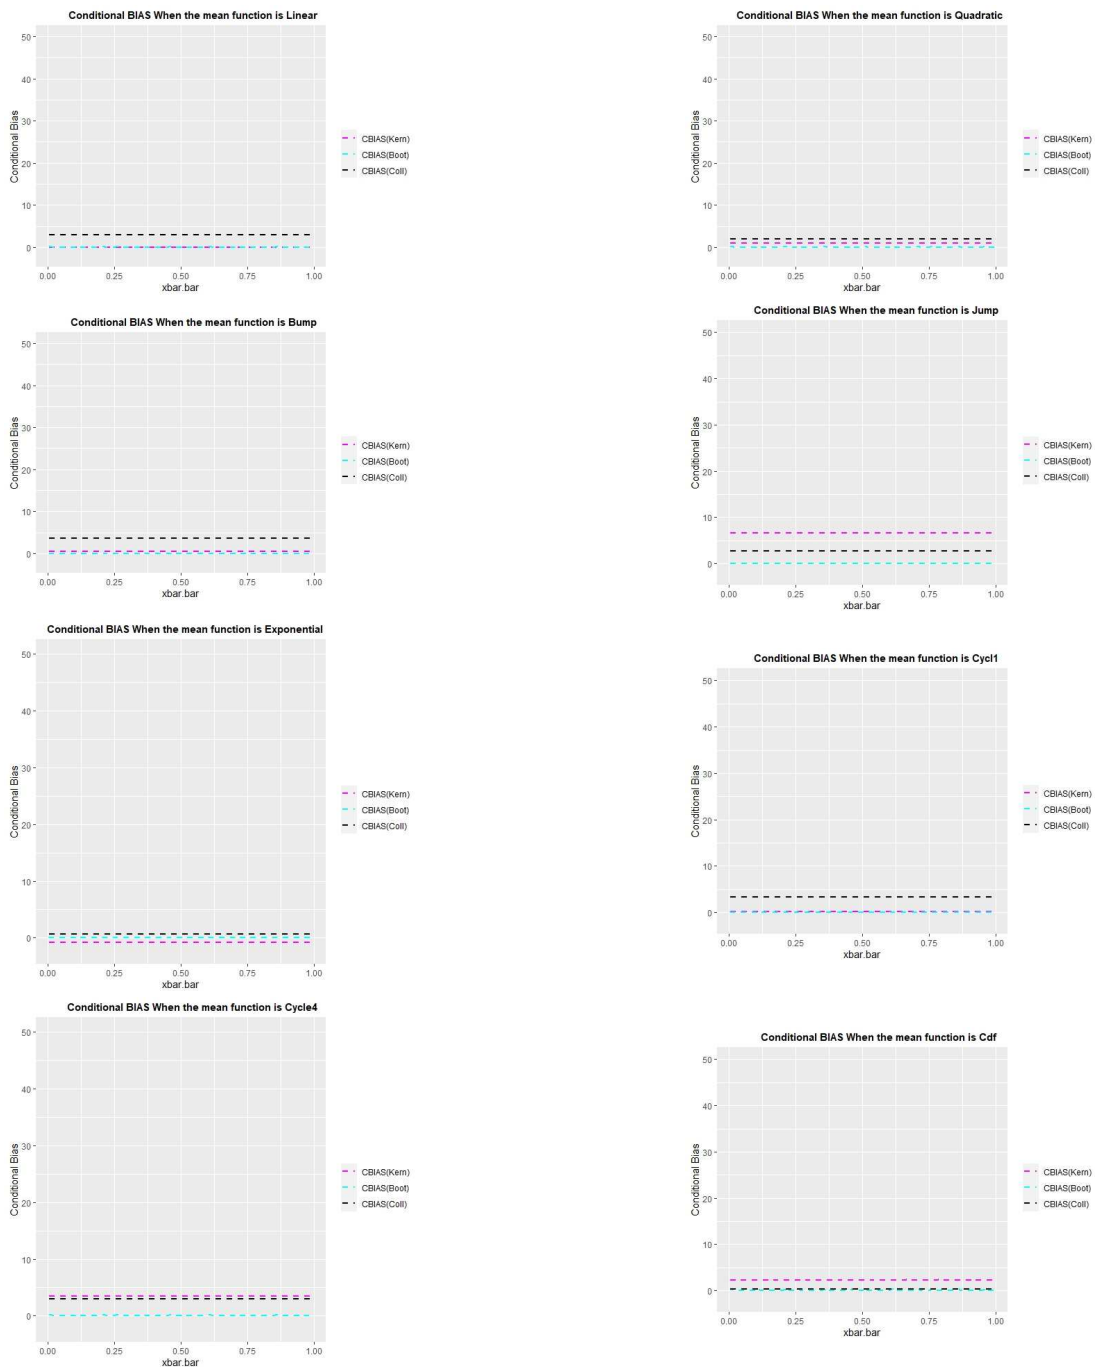 Conditional BIAS When the mean function is Linear
50
40
30
20
10
0
Conditional Bias
0.00 0.25 0.50 0.75 1.00
xbar.bar
CBIAS(Kern)
CBIAS(Boot)
CBIAS(Coll)
Conditional BIAS When the mean function is Quadratic
50
40
30
20
10
0
Conditional Bias
0.00 0.25 0.50 0.75 1.00
xbar.bar
CBIAS(Kern)
CBIAS(Boot)
CBIAS(Coll)
Conditional BIAS When the mean function is Bump
50
40
30
20
10
0
Conditional Bias
0.00 0.25 0.50 0.75 1.00
xbar.bar
CBIAS(Kern)
CBIAS(Boot)
CBIAS(Coll)
Conditional BIAS When the mean function is Jump
50
40
30
20
10
0
Conditional Bias
0.00 0.25 0.50 0.75 1.00
xbar.bar
CBIAS(Kern)
CBIAS(Boot)
CBIAS(Coll)
Conditional BIAS When the mean function is Exponential
50
40
30
20
10
0
Conditional Bias
0.00 0.25 0.50 0.75 1.00
xbar.bar
CBIAS(Kern)
CBIAS(Boot)
CBIAS(Coll)
Conditional BIAS When the mean function is Cycl1
50
40
30
20
10
0
Conditional Bias
0.00 0.25 0.50 0.75 1.00
xbar.bar
CBIAS(Kern)
CBIAS(Boot)
CBIAS(Coll)
Conditional BIAS When the mean function is Cycle4
50
40
30
20
10
0
Conditional Bias
0.00 0.25 0.50 0.75 1.00
xbar.bar
CBIAS(Kern)
CBIAS(Boot)
CBIAS(Coll)
Conditional BIAS When the mean function is Cdf
50
40
30
20
10
0
Conditional Bias
0.00 0.25 0.50 0.75 1.00
xbar.bar
CBIAS(Kern)
CBIAS(Boot)
CBIAS(Coll)